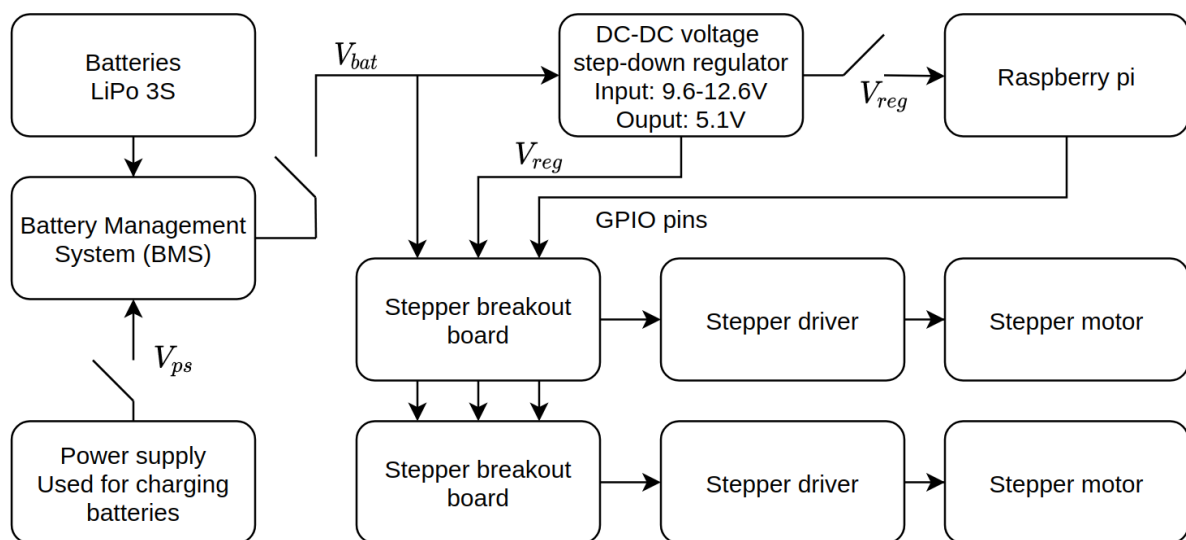 Batteries
LiPo 3S
V_bat
DC-DC voltage
step-down regulator
Input: 9.6-12.6V
Ouput: 5.1V
V_reg
Raspberry pi
V_reg
Battery Management
System (BMS)
GPIO pins
Stepper breakout
board
Stepper driver
Stepper motor
V_ps
Power supply
Used for charging
batteries
Stepper breakout
board
Stepper driver
Stepper motor